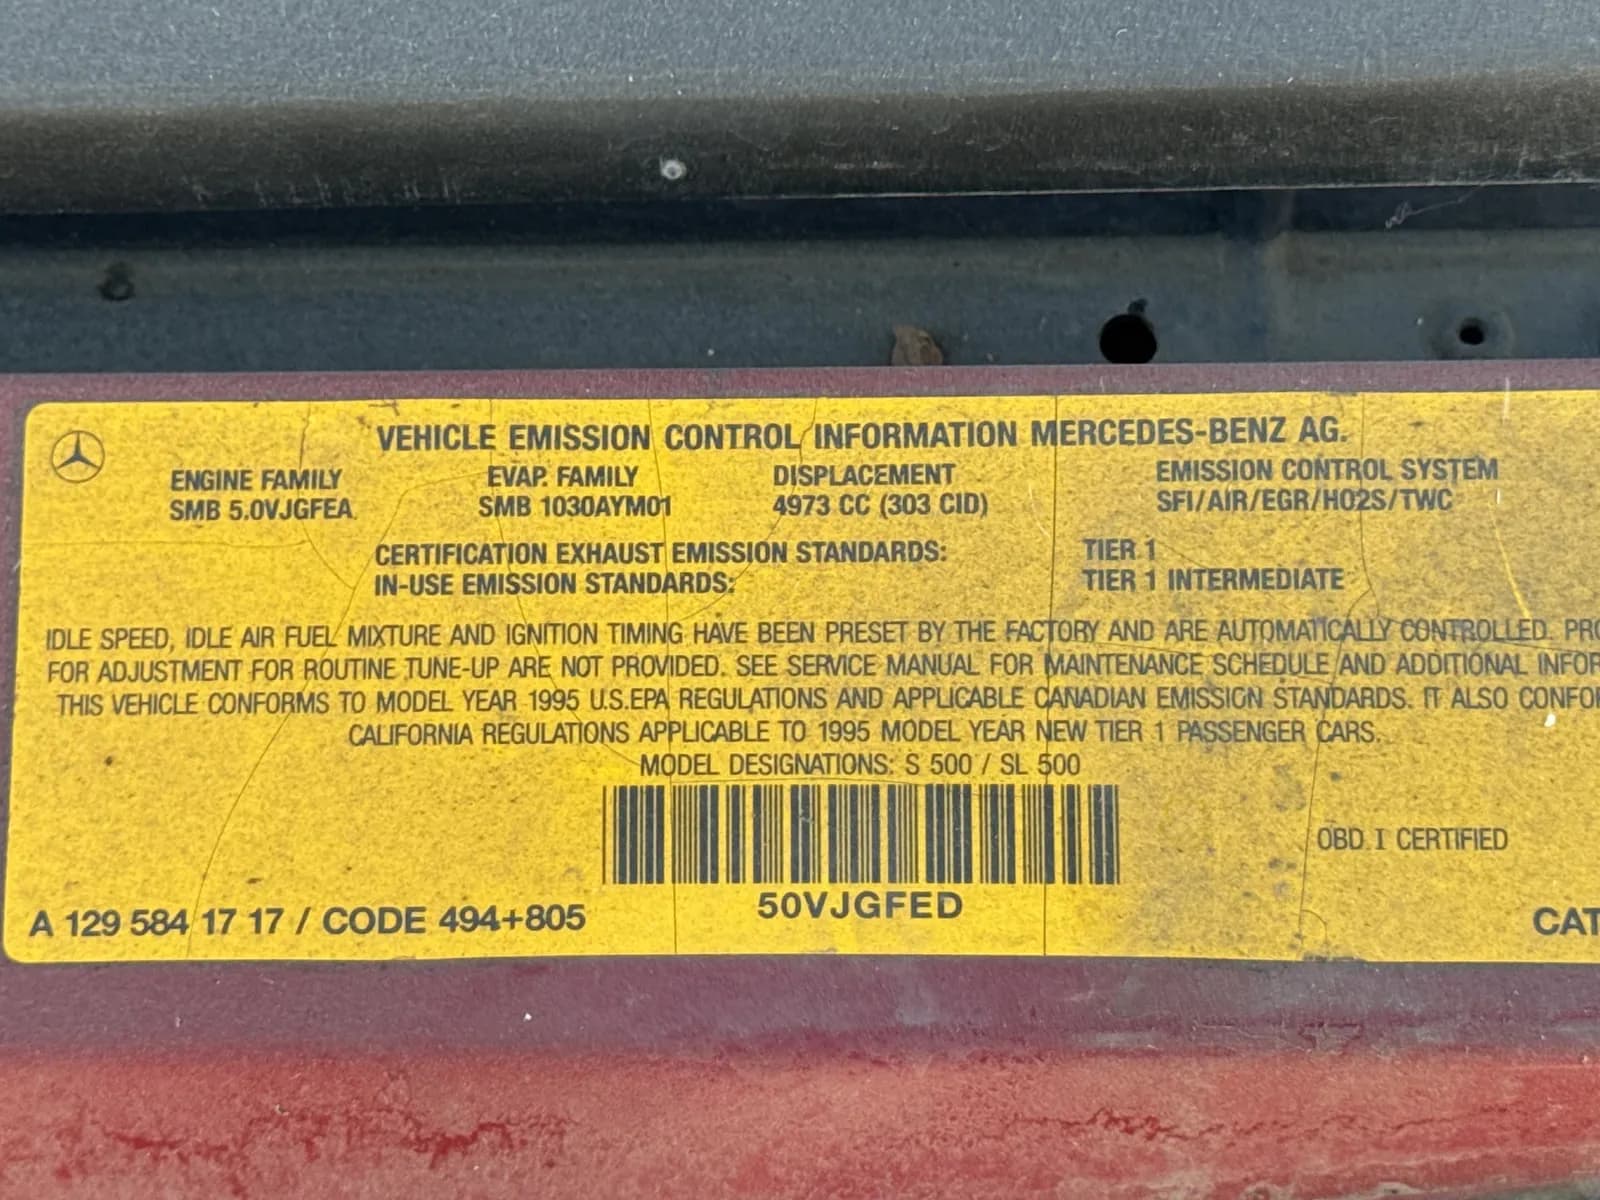 VEHICLE EMISSION CONTROL INFORMATION MERCEDES-BENZ AG.
ENGINE FAMILY EVAP. FAMILY DISPLACEMENT EMISSION CONTROL SYSTEM
SMB 5.0VJGFEA SMB 1030AYM01 4973 CC (303 CID) SFI/AIR/EGR/HO2S/TWC
CERTIFICATION EXHAUST EMISSION STANDARDS: TIER 1
IN-USE EMISSION STANDARDS: TIER 1 INTERMEDIATE
IDLE SPEED, IDLE AIR FUEL MIXTURE AND IGNITION TIMING HAVE BEEN PRESET BY THE FACTORY AND ARE AUTOMATICALLY CONTROLLED.
FOR ADJUSTMENT FOR ROUTINE TUNE-UP ARE NOT PROVIDED. SEE SERVICE MANUAL FOR MAINTENANCE SCHEDULE AND ADDITIONAL
THIS VEHICLE CONFORMS TO MODEL YEAR 1995 U.S.EPA REGULATIONS AND APPLICABLE CANADIAN EMISSION STANDARDS. IT ALSO
CALIFORNIA REGULATIONS APPLICABLE TO 1995 MODEL YEAR NEW TIER 1 PASSENGER CARS.
MODEL DESIGNATIONS: S 500 / SL 500
OBD I CERTIFIED
50VJGFED
A 129 584 17 17 / CODE 494+805 CAT